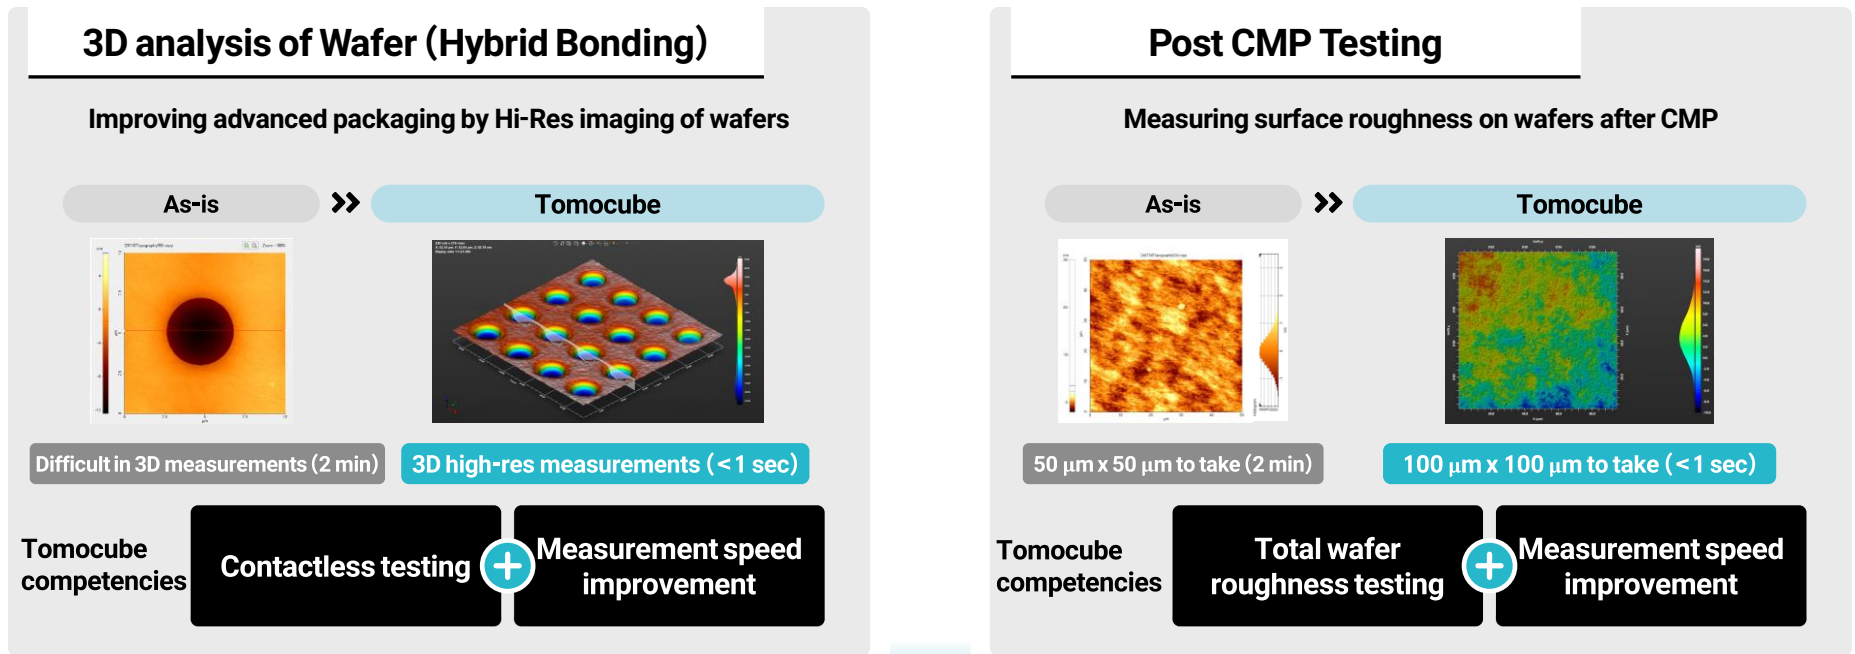 3D analysis of Wafer (Hybrid Bonding)
Improving advanced packaging by Hi-Res imaging of wafers
As-is
Tomocube
Difficult in 3D measurements (2 min)
3D high-res measurements (<1 sec)
Tomocube
competencies
Contactless testing
+
Measurement speed
improvement
Post CMP Testing
Measuring surface roughness on wafers after CMP
As-is
Tomocube
50 μm x 50 μm to take (2 min)
100 μm x 100 μm to take (<1 sec)
Tomocube
competencies
Total wafer
roughness testing
+
Measurement speed
improvement